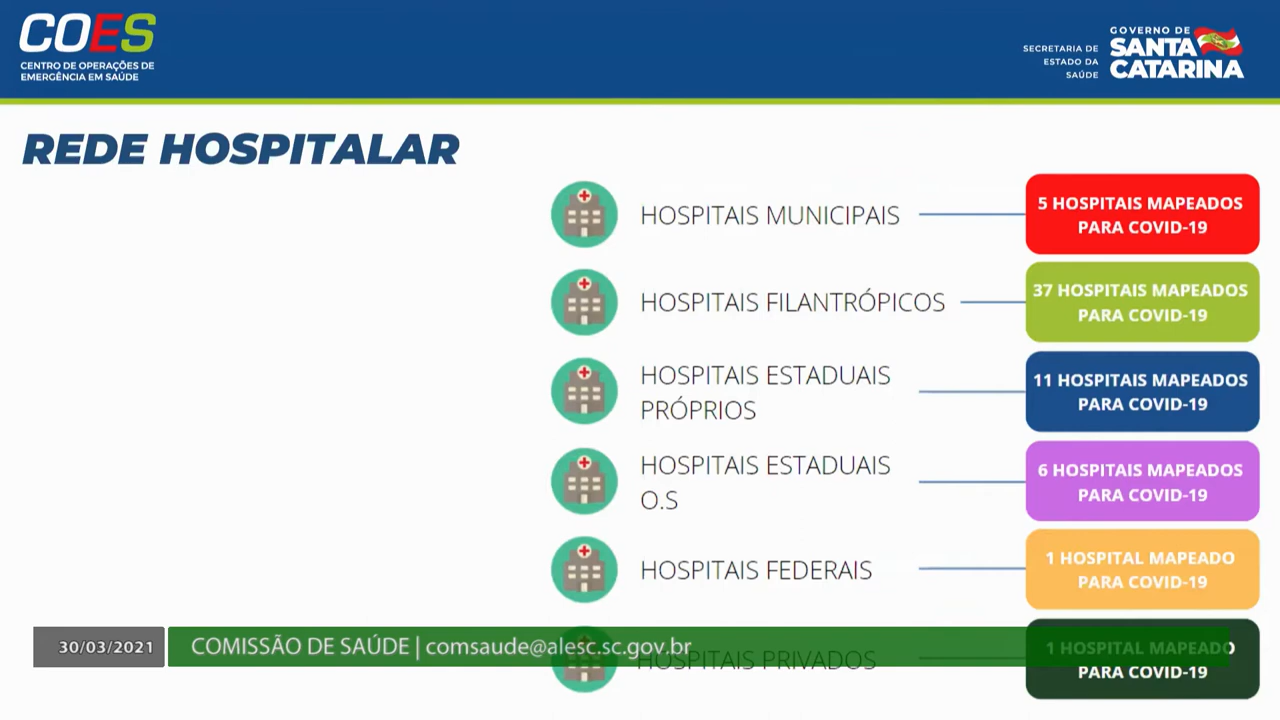 COES
CENTRO DE OPERAÇÕES DE
EMERGÊNCIA EM SAÚDE
SECRETARIA DE
ESTADO DA
SAÚDE
GOVERNO DE
SANTA
CATARINA
REDE HOSPITALAR
HOSPITAIS MUNICIPAIS
5 HOSPITAIS MAPEADOS
PARA COVID-19
HOSPITAIS FILANTRÓPICOS
37 HOSPITAIS MAPEADOS
PARA COVID-19
HOSPITAIS ESTADUAIS
PRÓPRIOS
11 HOSPITAIS MAPEADOS
PARA COVID-19
HOSPITAIS ESTADUAIS
O.S
6 HOSPITAIS MAPEADOS
PARA COVID-19
HOSPITAIS FEDERAIS
1 HOSPITAL MAPEADO
PARA COVID-19
HOSPITAIS PRIVADOS
1 HOSPITAL MAPEADO
PARA COVID-19
30/03/2021
COMISSÃO DE SAÚDE | comsaude@alesc.sc.gov.br